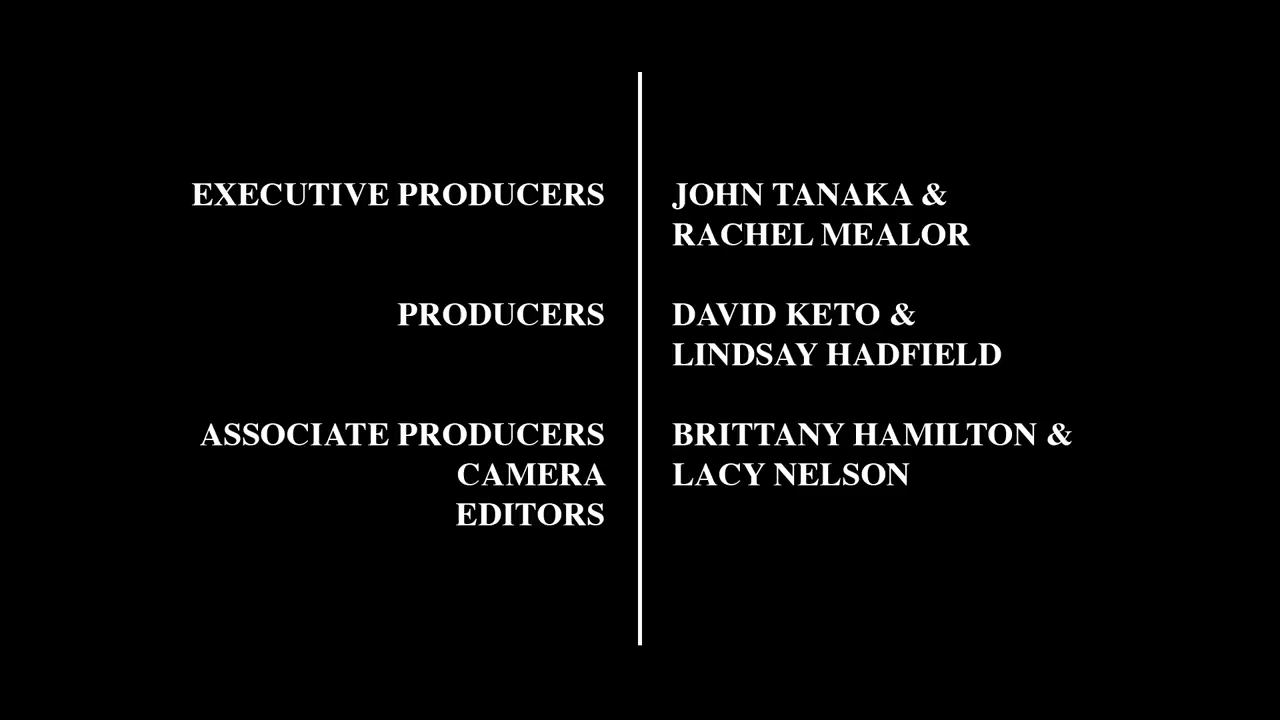 EXECUTIVE PRODUCERS
JOHN TANAKA &
RACHEL MEALOR
PRODUCERS
DAVID KETO &
LINDSAY HADFIELD
ASSOCIATE PRODUCERS
CAMERA
EDITORS
BRITTANY HAMILTON &
LACY NELSON